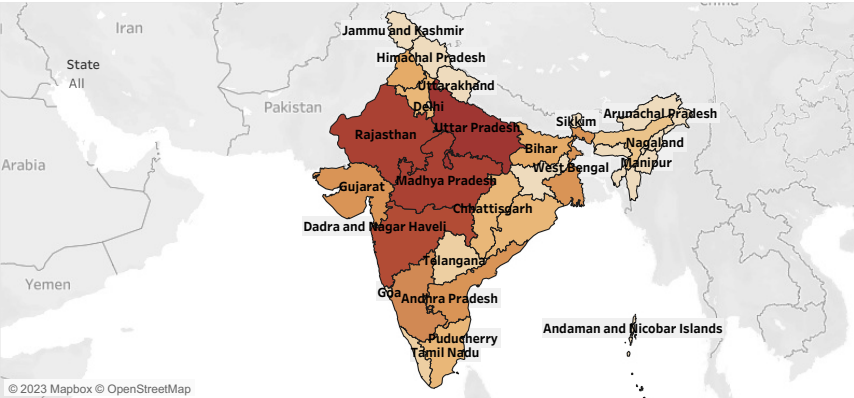 China
Iran
Jammu and Kashmir
State
All
Himachal Pradesh
Uttarakhand
Pakistan
Delhi
Sikkim
Arunachal Pradesh
Rajasthan
Uttar Pradesh
Bihar
Nagaland
Arabia
West Bengal
Manipur
Gujarat
Madhya Pradesh
Chhattisgarh
Dadra and Nagar Haveli
Telangana
Yemen
Goa
Andhra Pradesh
Andaman and Nicobar Islands
Puducherry
Tamil Nadu
© 2023 Mapbox © OpenStreetMap